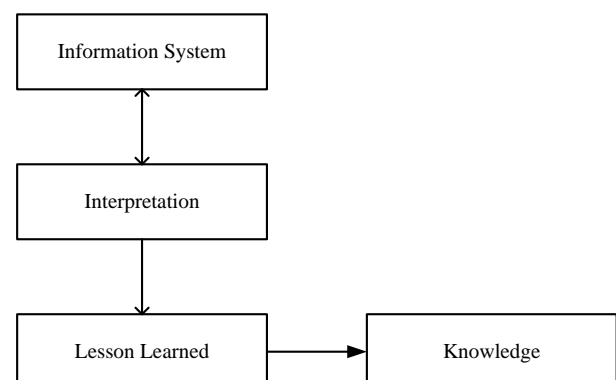 Information System
Interpretation
Lesson Learned
Knowledge